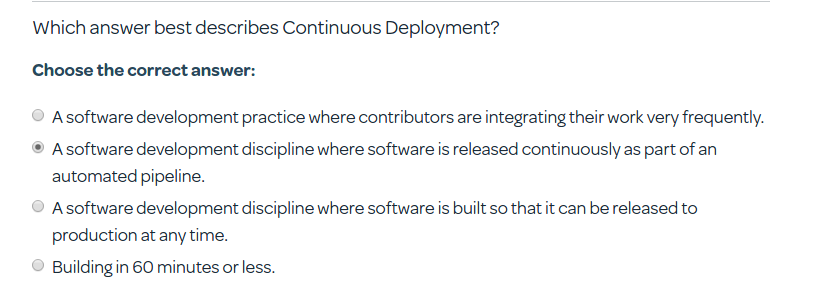 Which answer best describes Continuous Deployment?
Choose the correct answer:
A software development practice where contributors are integrating their work very frequently.
A software development discipline where software is released continuously as part of an
automated pipeline.
A software development discipline where software is built so that it can be released to
production at any time.
Building in 60 minutes or less.